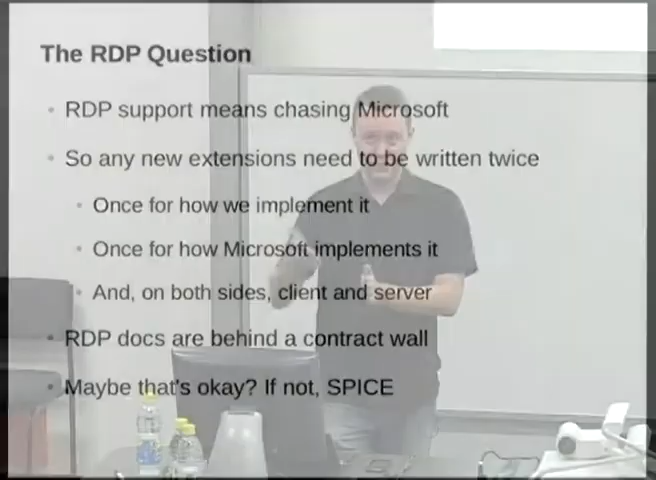 The RDP Question
• RDP support means chasing Microsoft
• So any new extensions need to be written twice
• Once for how we implement it
• Once for how Microsoft implements it
• And, on both sides, client and server
• RDP docs are behind a contract wall
• Maybe that's okay? If not, SPICE